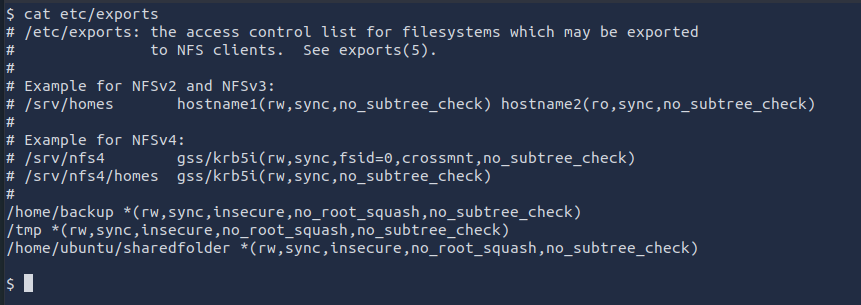 $ cat etc/exports
# /etc/exports: the access control list for filesystems which may be exported
#               to NFS clients.  See exports(5).
#
# Example for NFSv2 and NFSv3:
# /srv/homes       hostname1(rw,sync,no_subtree_check) hostname2(ro,sync,no_subtree_check)
#
# Example for NFSv4:
# /srv/nfs4        gss/krb5i(rw,sync,fsid=0,crossmnt,no_subtree_check)
# /srv/nfs4/homes  gss/krb5i(rw,sync,no_subtree_check)
#
/home/backup *(rw,sync,insecure,no_root_squash,no_subtree_check)
/tmp *(rw,sync,insecure,no_root_squash,no_subtree_check)
/home/ubuntu/sharedfolder *(rw,sync,insecure,no_root_squash,no_subtree_check)
$